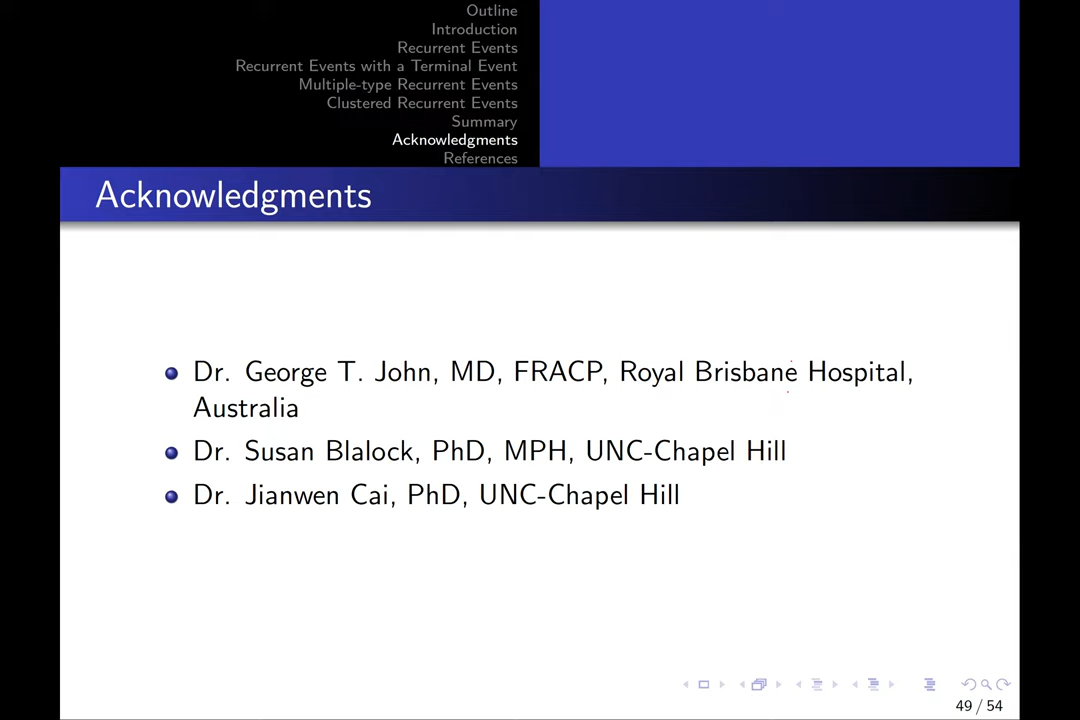 Outline
Introduction
Recurrent Events
Recurrent Events with a Terminal Event
Multiple-type Recurrent Events
Clustered Recurrent Events
Summary
Acknowledgments
References
Acknowledgments
Dr. George T. John, MD, FRACP, Royal Brisbane Hospital,
Australia
Dr. Susan Blalock, PhD, MPH, UNC-Chapel Hill
Dr. Jianwen Cai, PhD, UNC-Chapel Hill
49 / 54